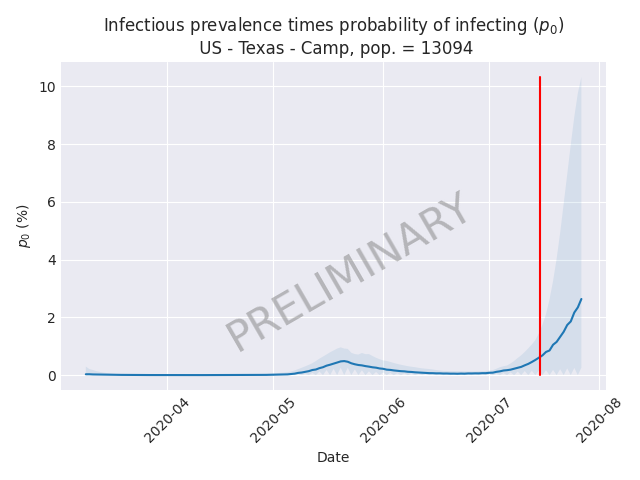 Infectious prevalence times probability of infecting (p₀)
US - Texas - Camp, pop. = 13094
10
8
6
4
2
0
p₀ (%)
PRELIMINARY
2020-04
2020-05
2020-06
2020-07
2020-08
Date